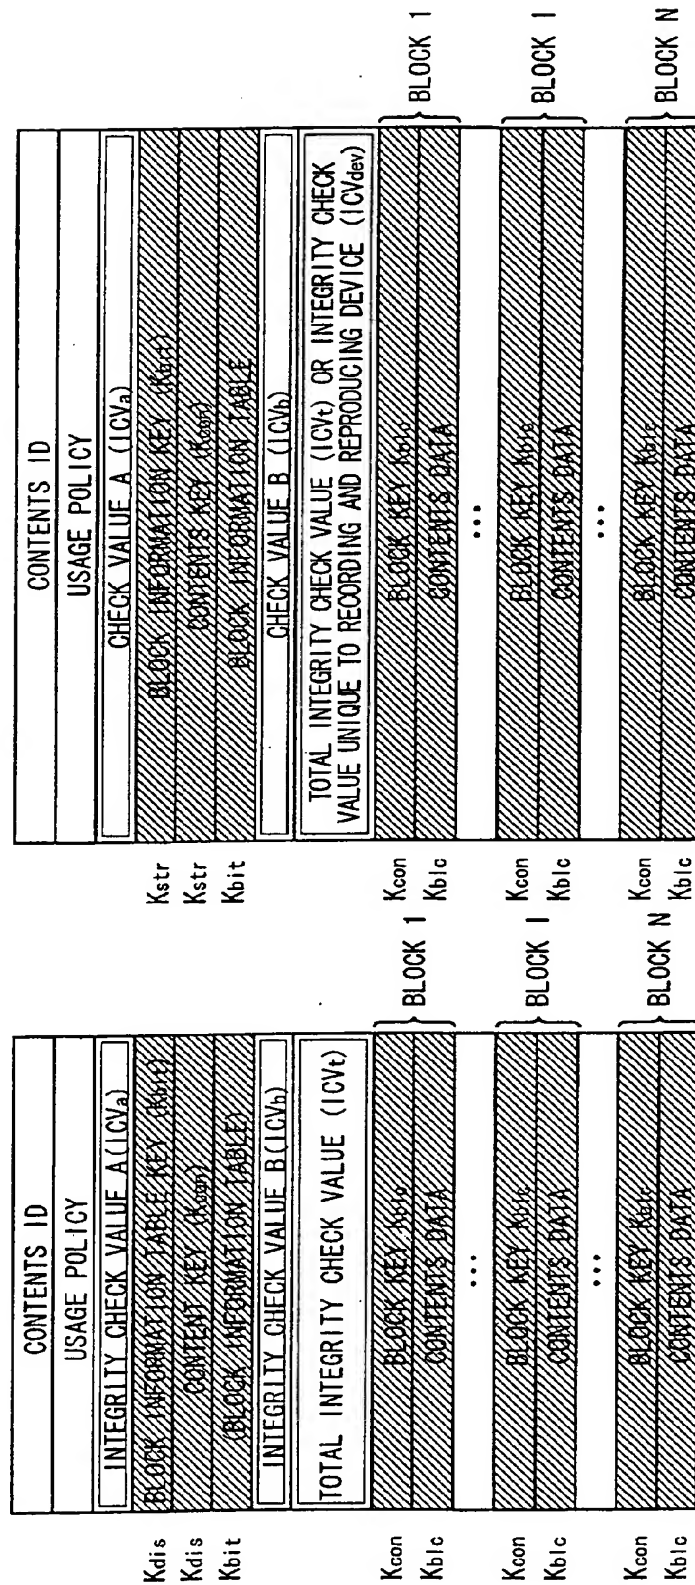 CONTENTS ID
USAGE POLICY
INTEGRITY CHECK VALUE A(ICVa)
Kdis BLOCK INFORMATION TABLE KEY (Kbit)
Kdis CONTENT KEY (Kcon)
Kbit (BLOCK INFORMATION TABLE)
INTEGRITY CHECK VALUE B(ICVb)
TOTAL INTEGRITY CHECK VALUE (ICVt)
Kcon BLOCK KEY Kblc
Kblc CONTENTS DATA
BLOCK 1
...
Kcon BLOCK KEY Kblc
Kblc CONTENTS DATA
BLOCK I
...
Kcon BLOCK KEY Kblc
Kblc CONTENTS DATA
BLOCK N
CONTENTS ID
USAGE POLICY
CHECK VALUE A (ICVa)
Kstr BLOCK INFORMATION KEY (Kbit)
Kstr CONTENTS KEY (Kcon)
Kbit BLOCK INFORMATION TABLE
CHECK VALUE B (ICVb)
TOTAL INTEGRITY CHECK VALUE (ICVt) OR INTEGRITY CHECK
VALUE UNIQUE TO RECORDING AND REPRODUCING DEVICE (ICVdev)
Kcon BLOCK KEY Kblc
Kblc CONTENTS DATA
BLOCK 1
...
Kcon BLOCK KEY Kblc
Kblc CONTENTS DATA
BLOCK I
...
Kcon BLOCK KEY Kblc
Kblc CONTENTS DATA
BLOCK N